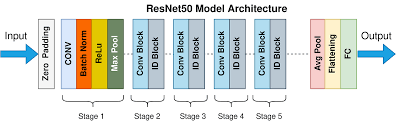 ResNet50 Model Architecture
Input
Zero Padding
CONV
Batch Norm
ReLu
Max Pool
Conv Block
ID Block
Conv Block
ID Block
Conv Block
ID Block
Conv Block
ID Block
Avg Pool
Flattening
FC
Output
Stage 1
Stage 2
Stage 3
Stage 4
Stage 5